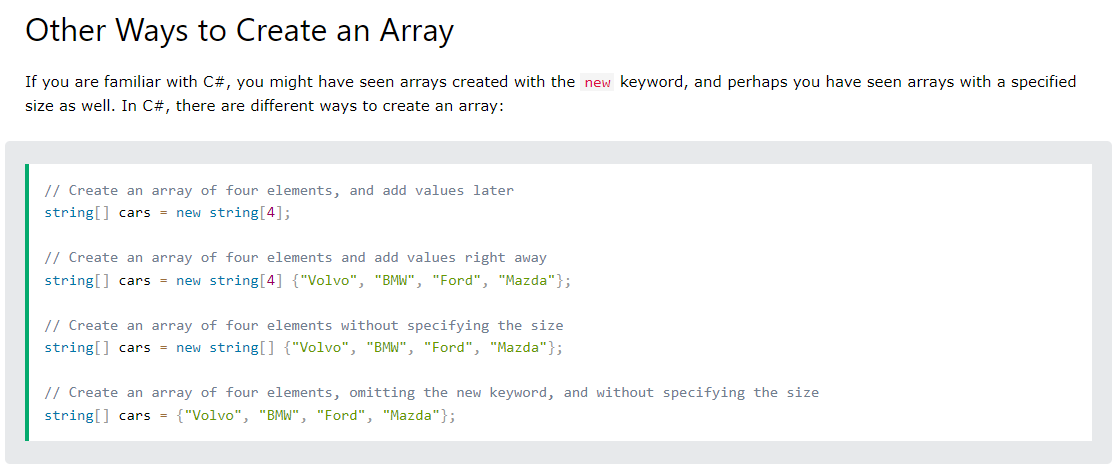 Other Ways to Create an Array
If you are familiar with C#, you might have seen arrays created with the new keyword, and perhaps you have seen arrays with a specified
size as well. In C#, there are different ways to create an array:
// Create an array of four elements, and add values later
string[] cars = new string[4];
// Create an array of four elements and add values right away
string[] cars = new string[4] {"Volvo", "BMW", "Ford", "Mazda"};
// Create an array of four elements without specifying the size
string[] cars = new string[] {"Volvo", "BMW", "Ford", "Mazda"};
// Create an array of four elements, omitting the new keyword, and without specifying the size
string[] cars = {"Volvo", "BMW", "Ford", "Mazda"};